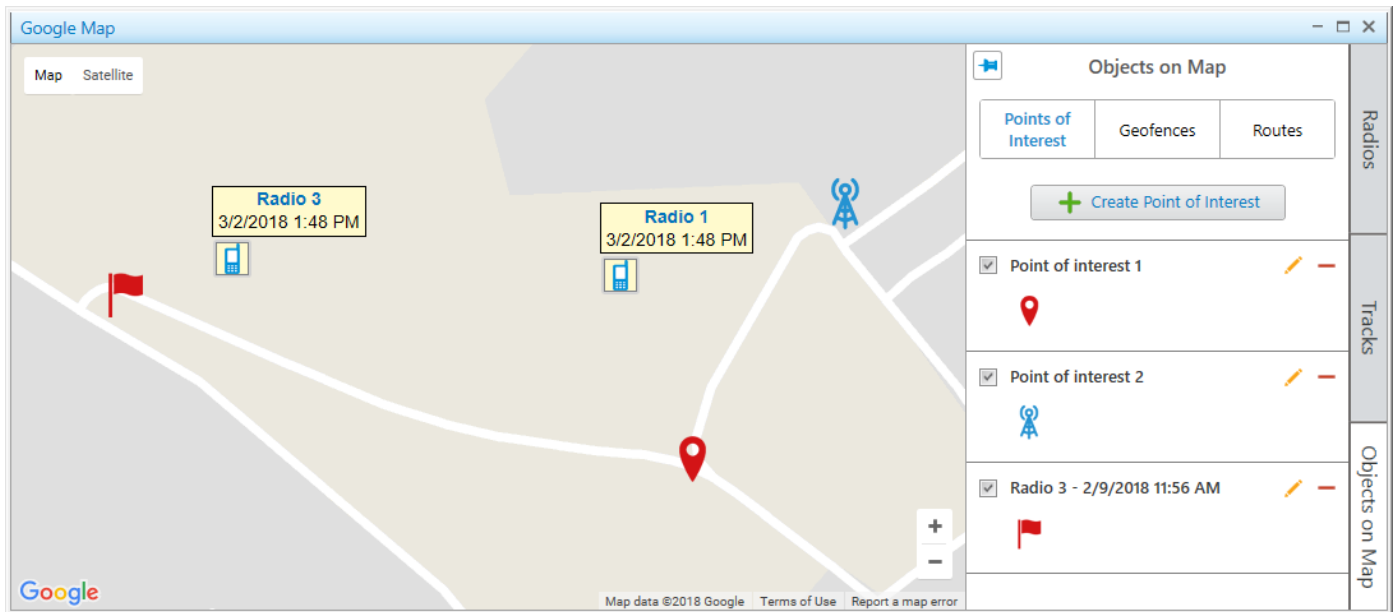 Google Map
Map Satellite
Radio 3
3/2/2018 1:48 PM
Radio 1
3/2/2018 1:48 PM
Google
Map data ©2018 Google Terms of Use Report a map error
Objects on Map
Points of
Interest
Geofences
Routes
Create Point of Interest
Point of interest 1
Point of interest 2
Radio 3 - 2/9/2018 11:56 AM
Radios
Tracks
Objects on Map